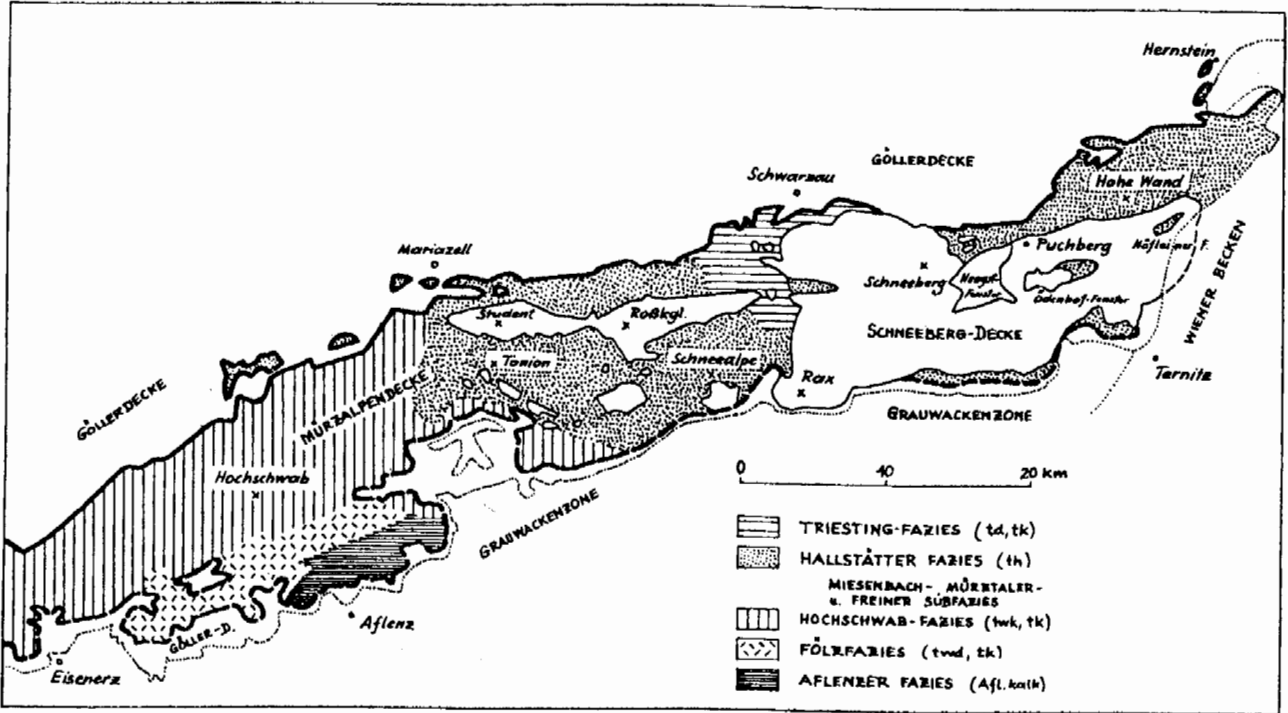 Hernstein
GÖLLERDECKE
Schwarzau
Hohe Wand
Mariazell
Puchberg
Schneeberg
Fenster
Ödenhof-Fenster
WIENER BECKEN
Student
Roßkgl.
SCHNEEBERG-DECKE
Tonion
Schneealpe
Ternitz
GÖLLERDECKE
MÜRZALPENDECKE
Rax
GRAUWACKENZONE
Hochschwab
0 40 20 km
GRAUWACKENZONE
TRIESTING-FAZIES (td, tk)
HALLSTÄTTER FAZIES (th)
MIESENBACH- MÜRZTALER-
u. FREINER SUBFAZIES
HOCHSCHWAB-FAZIES (twk, tk)
FÖLZFAZIES (twd, tk)
AFLENZER FAZIES (Afl. kalk)
Aflenz
GÖLLER-D.
Eisenerz